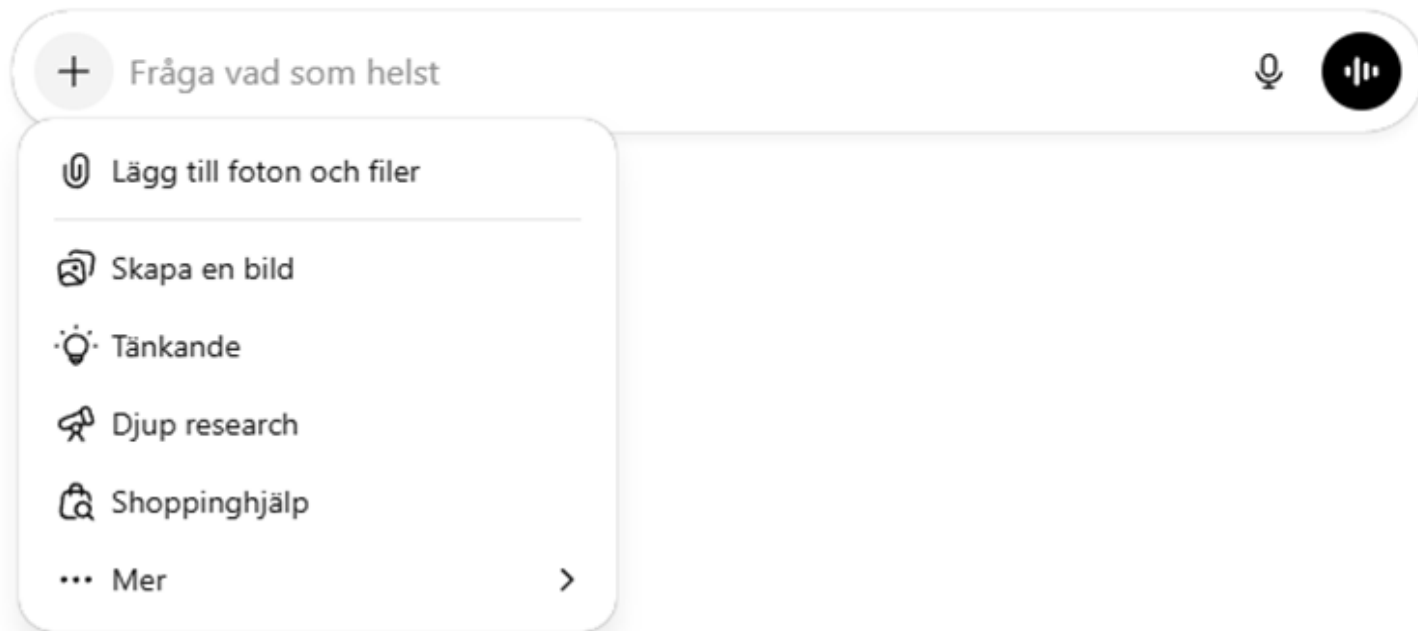 Fråga vad som helst
Lägg till foton och filer
Skapa en bild
Tänkande
Djup research
Shoppinghjälp
Mer